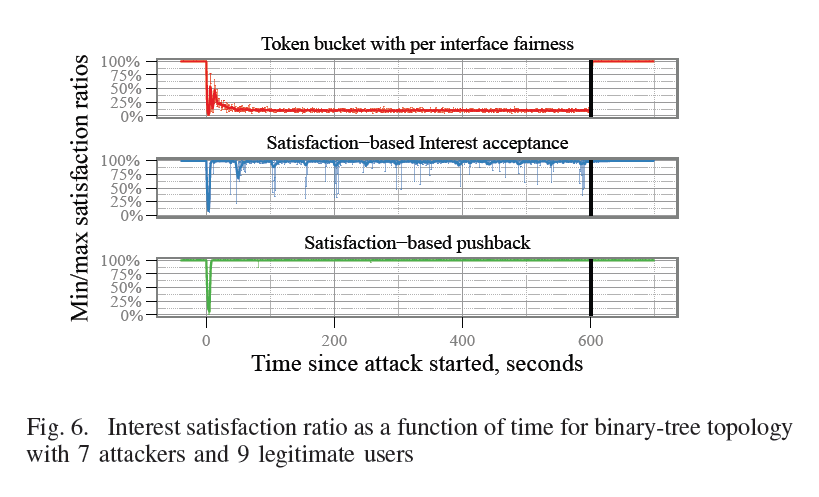 Token bucket with per interface fairness
100%
75%
50%
25%
0%
Satisfaction−based Interest acceptance
100%
75%
50%
25%
0%
Satisfaction−based pushback
100%
75%
50%
25%
0%
Min/max satisfaction ratios
0 200 400 600
Time since attack started, seconds
Fig. 6. Interest satisfaction ratio as a function of time for binary-tree topology
with 7 attackers and 9 legitimate users